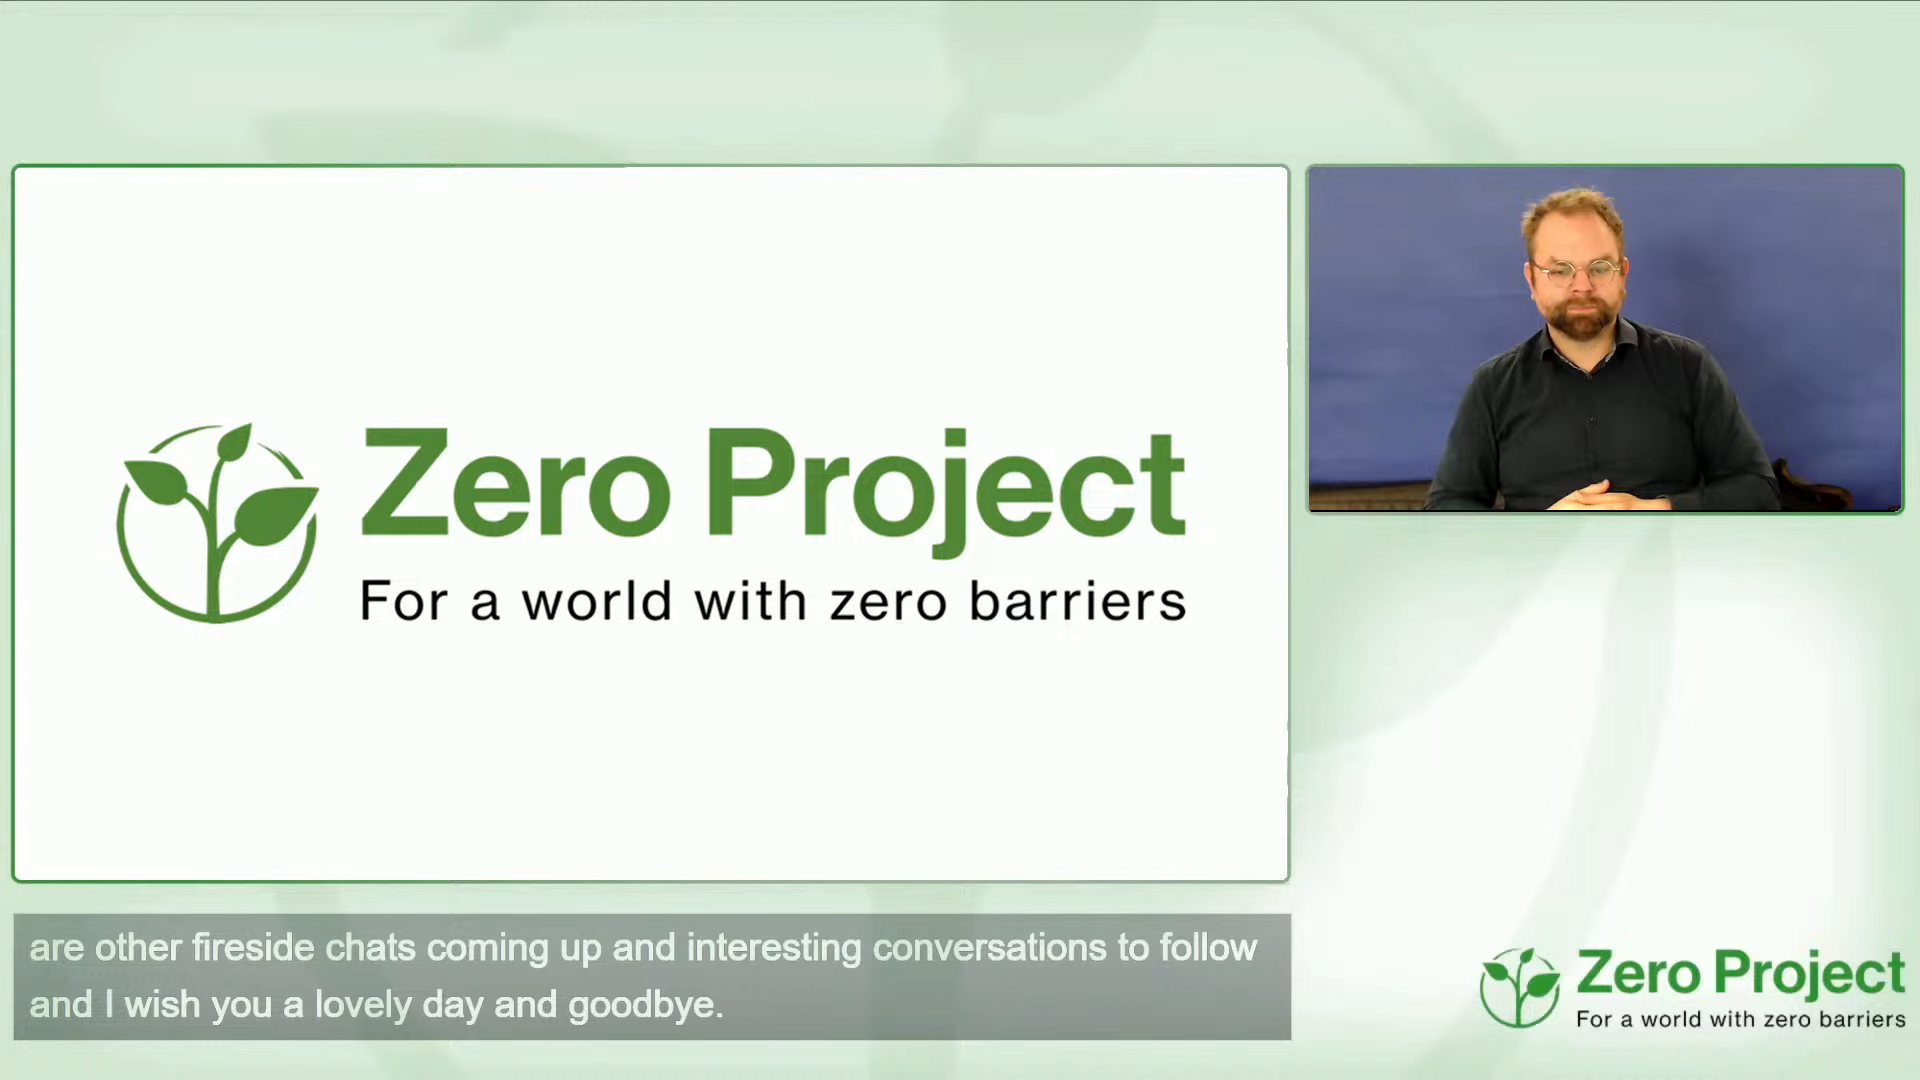 Zero Project
For a world with zero barriers
are other fireside chats coming up and interesting conversations to follow
and I wish you a lovely day and goodbye.
Zero Project
For a world with zero barriers